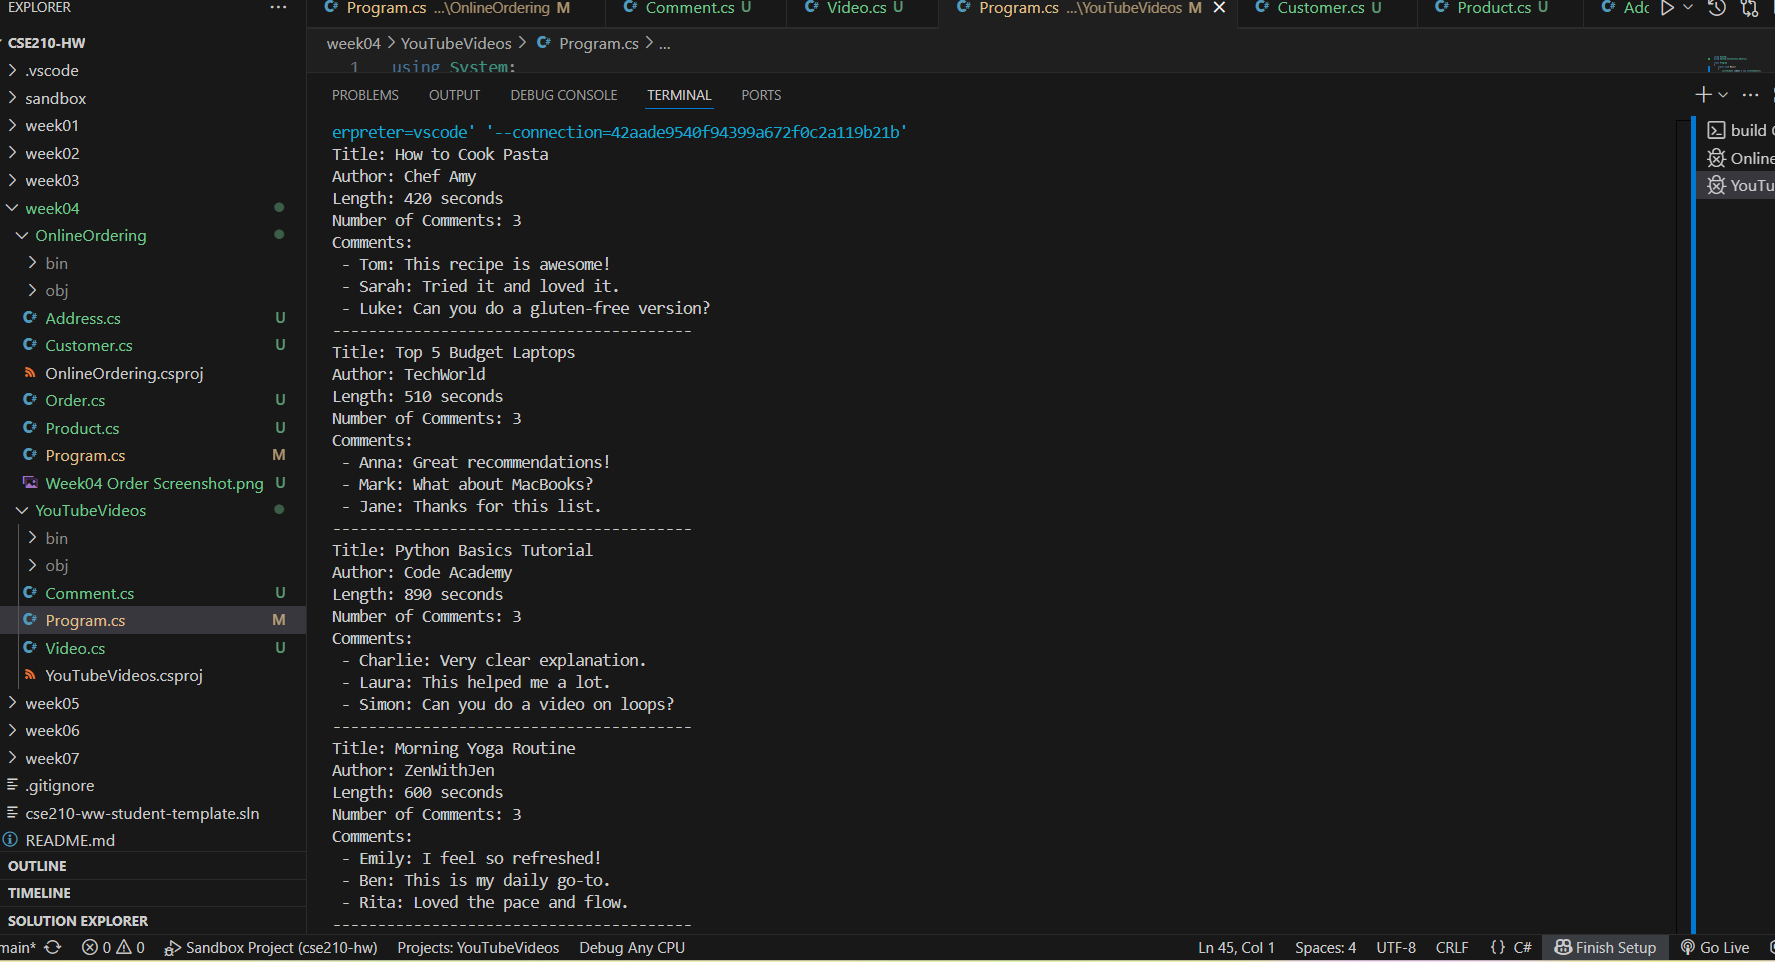 EXPLORER
CSE210-HW
.vscode
sandbox
week01
week02
week03
week04
OnlineOrdering
bin
obj
Address.cs U
Customer.cs U
OnlineOrdering.csproj
Order.cs U
Product.cs U
Program.cs M
Week04 Order Screenshot.png U
YouTubeVideos
bin
obj
Comment.cs U
Program.cs M
Video.cs U
YouTubeVideos.csproj
week05
week06
week07
.gitignore
cse210-ww-student-template.sln
README.md
OUTLINE
TIMELINE
SOLUTION EXPLORER
Program.cs ...\OnlineOrdering M
Comment.cs U
Video.cs U
Program.cs ...\YouTubeVideos M
Customer.cs U
Product.cs U
week04 > YouTubeVideos > Program.cs > ...
1 using System;
PROBLEMS OUTPUT DEBUG CONSOLE TERMINAL PORTS
erpreter=vscode' '--connection=42aade9540f94399a672f0c2a119b21b'
Title: How to Cook Pasta
Author: Chef Amy
Length: 420 seconds
Number of Comments: 3
Comments:
- Tom: This recipe is awesome!
- Sarah: Tried it and loved it.
- Luke: Can you do a gluten-free version?
----------------------------------------
Title: Top 5 Budget Laptops
Author: TechWorld
Length: 510 seconds
Number of Comments: 3
Comments:
- Anna: Great recommendations!
- Mark: What about MacBooks?
- Jane: Thanks for this list.
----------------------------------------
Title: Python Basics Tutorial
Author: Code Academy
Length: 890 seconds
Number of Comments: 3
Comments:
- Charlie: Very clear explanation.
- Laura: This helped me a lot.
- Simon: Can you do a video on loops?
----------------------------------------
Title: Morning Yoga Routine
Author: ZenWithJen
Length: 600 seconds
Number of Comments: 3
Comments:
- Emily: I feel so refreshed!
- Ben: This is my daily go-to.
- Rita: Loved the pace and flow.
----------------------------------------
build
Online
YouTu
main* 0 0 Sandbox Project (cse210-hw) Projects: YouTubeVideos Debug Any CPU Ln 45, Col 1 Spaces: 4 UTF-8 CRLF {} C# Finish Setup Go Live